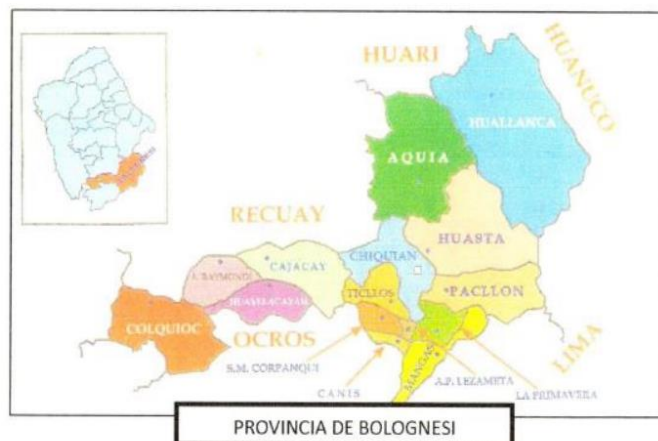 HUARI
HUANUCO
HUALLANCA
AQUIA
RECUAY
HUASTA
CHIQUIAN
CAJACAY
PACLLON
TICLLOS
COLQUIOC
OCROS
LIMA
S.M. CORPANQUI
MANGAS
CANIS
LA PRIMAVERA
PROVINCIA DE BOLOGNESI